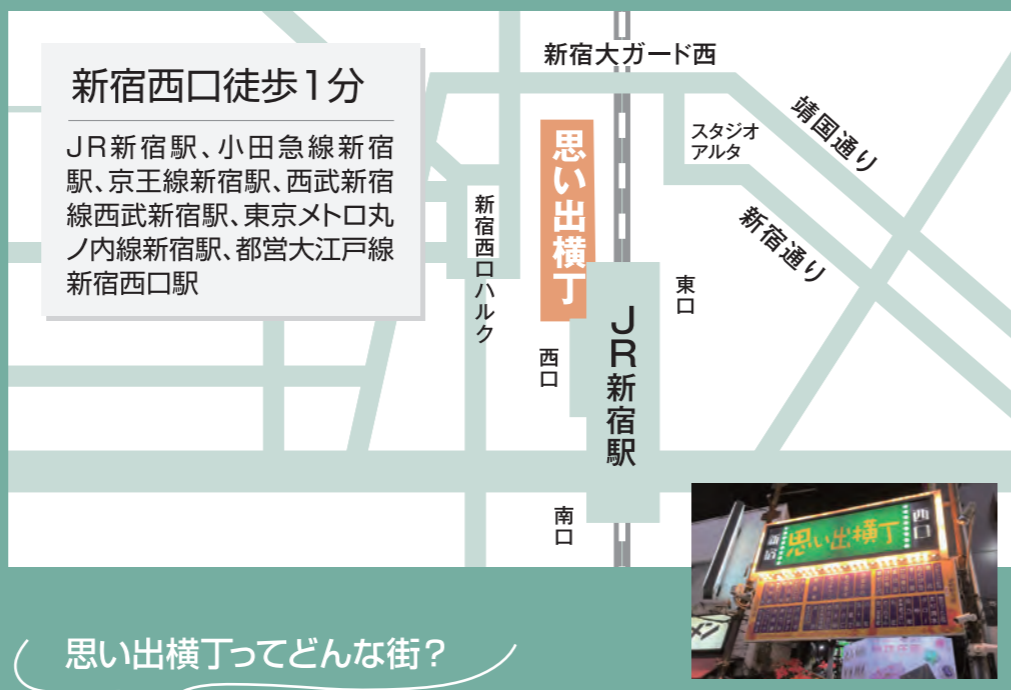 新宿西口徒歩1分
JR新宿駅、小田急線新宿
駅、京王線新宿駅、西武新宿
線西武新宿駅、東京メトロ丸
ノ内線新宿駅、都営大江戸線
新宿西口駅
新宿大ガード西
靖国通り
スタジオ
アルタ
新宿通り
思い出横丁
新宿西口ハルク
東口
西口
JR新宿駅
南口
新宿
思い出横丁
西口
思い出横丁ってどんな街?